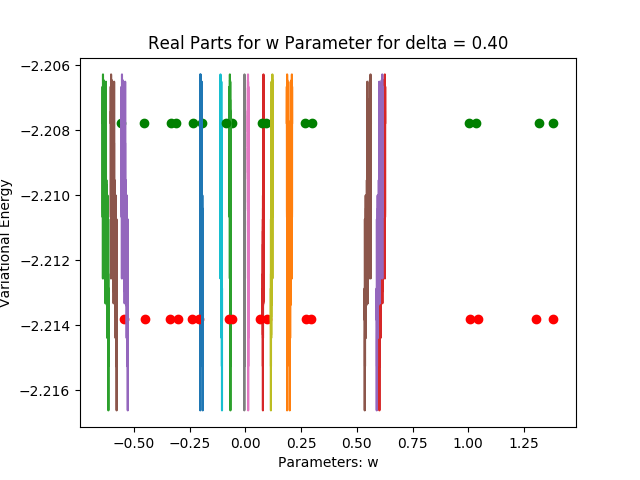 Real Parts for w Parameter for delta = 0.40
Variational Energy
−2.206
−2.208
−2.210
−2.212
−2.214
−2.216
−0.50 −0.25 0.00 0.25 0.50 0.75 1.00 1.25
Parameters: w